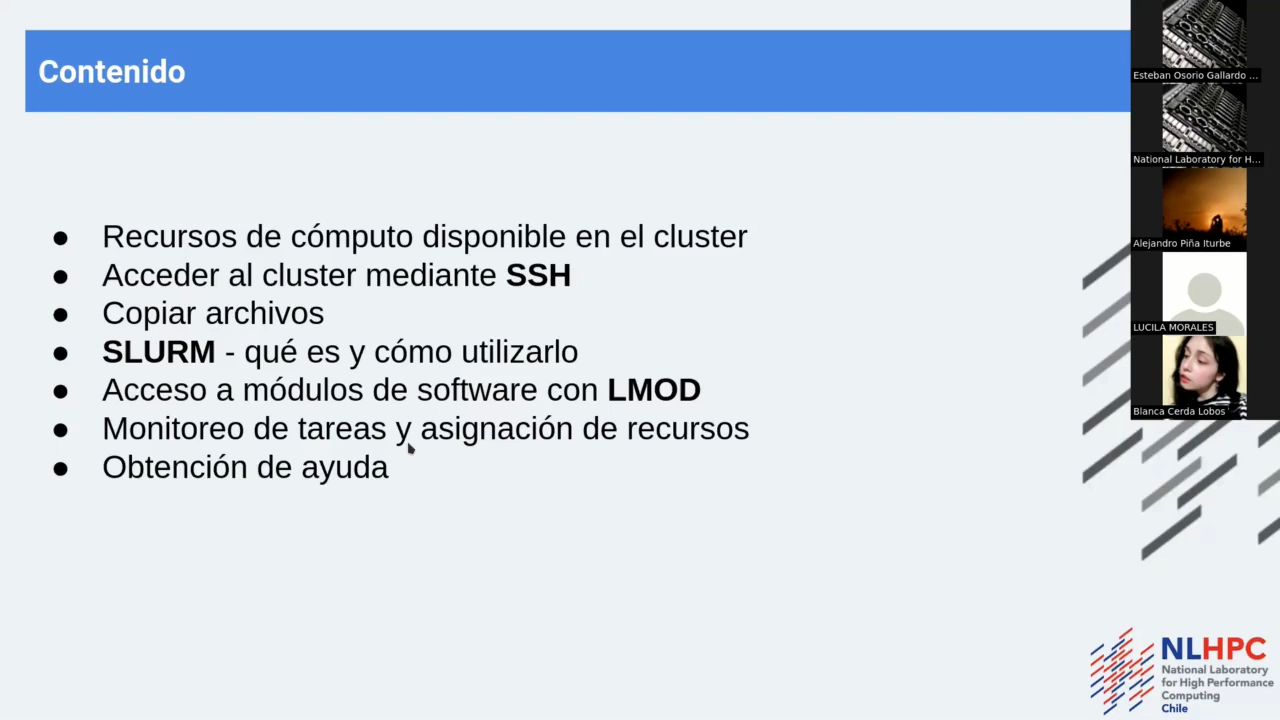 Contenido
● Recursos de cómputo disponible en el cluster
● Acceder al cluster mediante SSH
● Copiar archivos
● SLURM - qué es y cómo utilizarlo
● Acceso a módulos de software con LMOD
● Monitoreo de tareas y asignación de recursos
● Obtención de ayuda
Esteban Osorio Gallardo ...
National Laboratory for H...
Alejandro Piña Iturbe
LUCILA MORALES
Blanca Cerda Lobos
NLHPC
National Laboratory
for High Performance
Computing
Chile